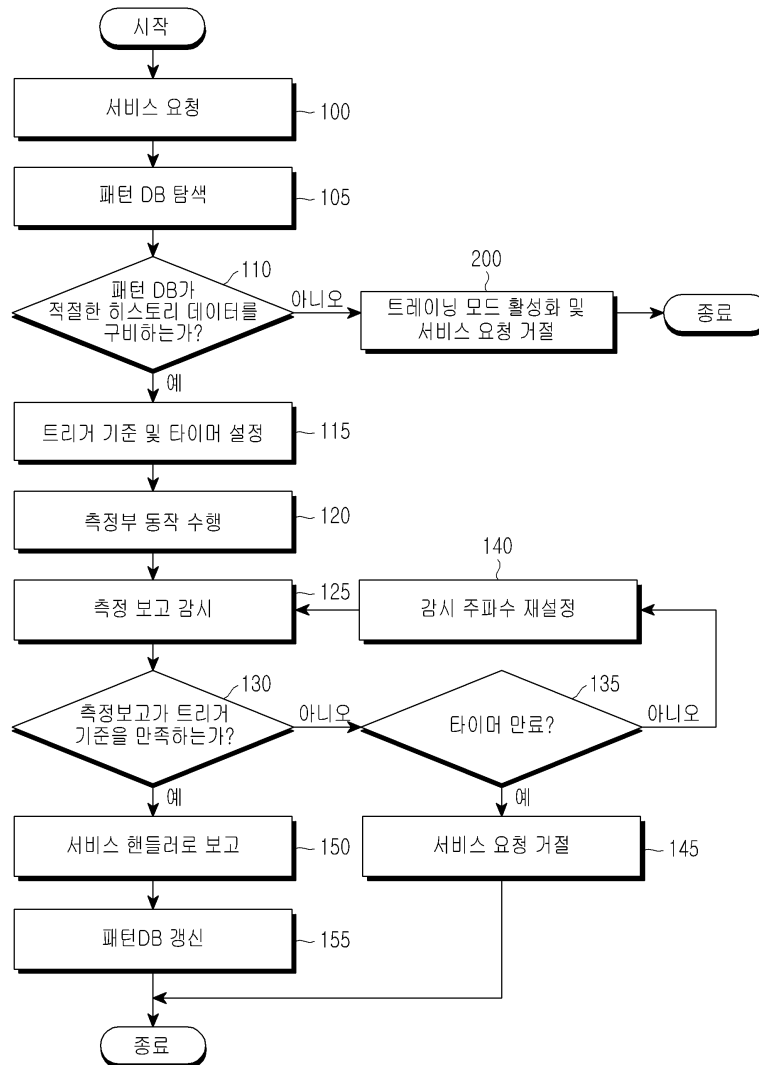 시작
서비스 요청
100
패턴 DB 탐색
105
110
패턴 DB가
적절한 히스토리 데이터를
구비하는가?
아니오
200
트레이닝 모드 활성화 및
서비스 요청 거절
종료
예
트리거 기준 및 타이머 설정
115
측정부 동작 수행
120
측정 보고 감시
125
140
감시 주파수 재설정
130
측정보고가 트리거
기준을 만족하는가?
아니오
135
타이머 만료?
아니오
예
예
서비스 핸들러로 보고
150
서비스 요청 거절
145
패턴DB 갱신
155
종료